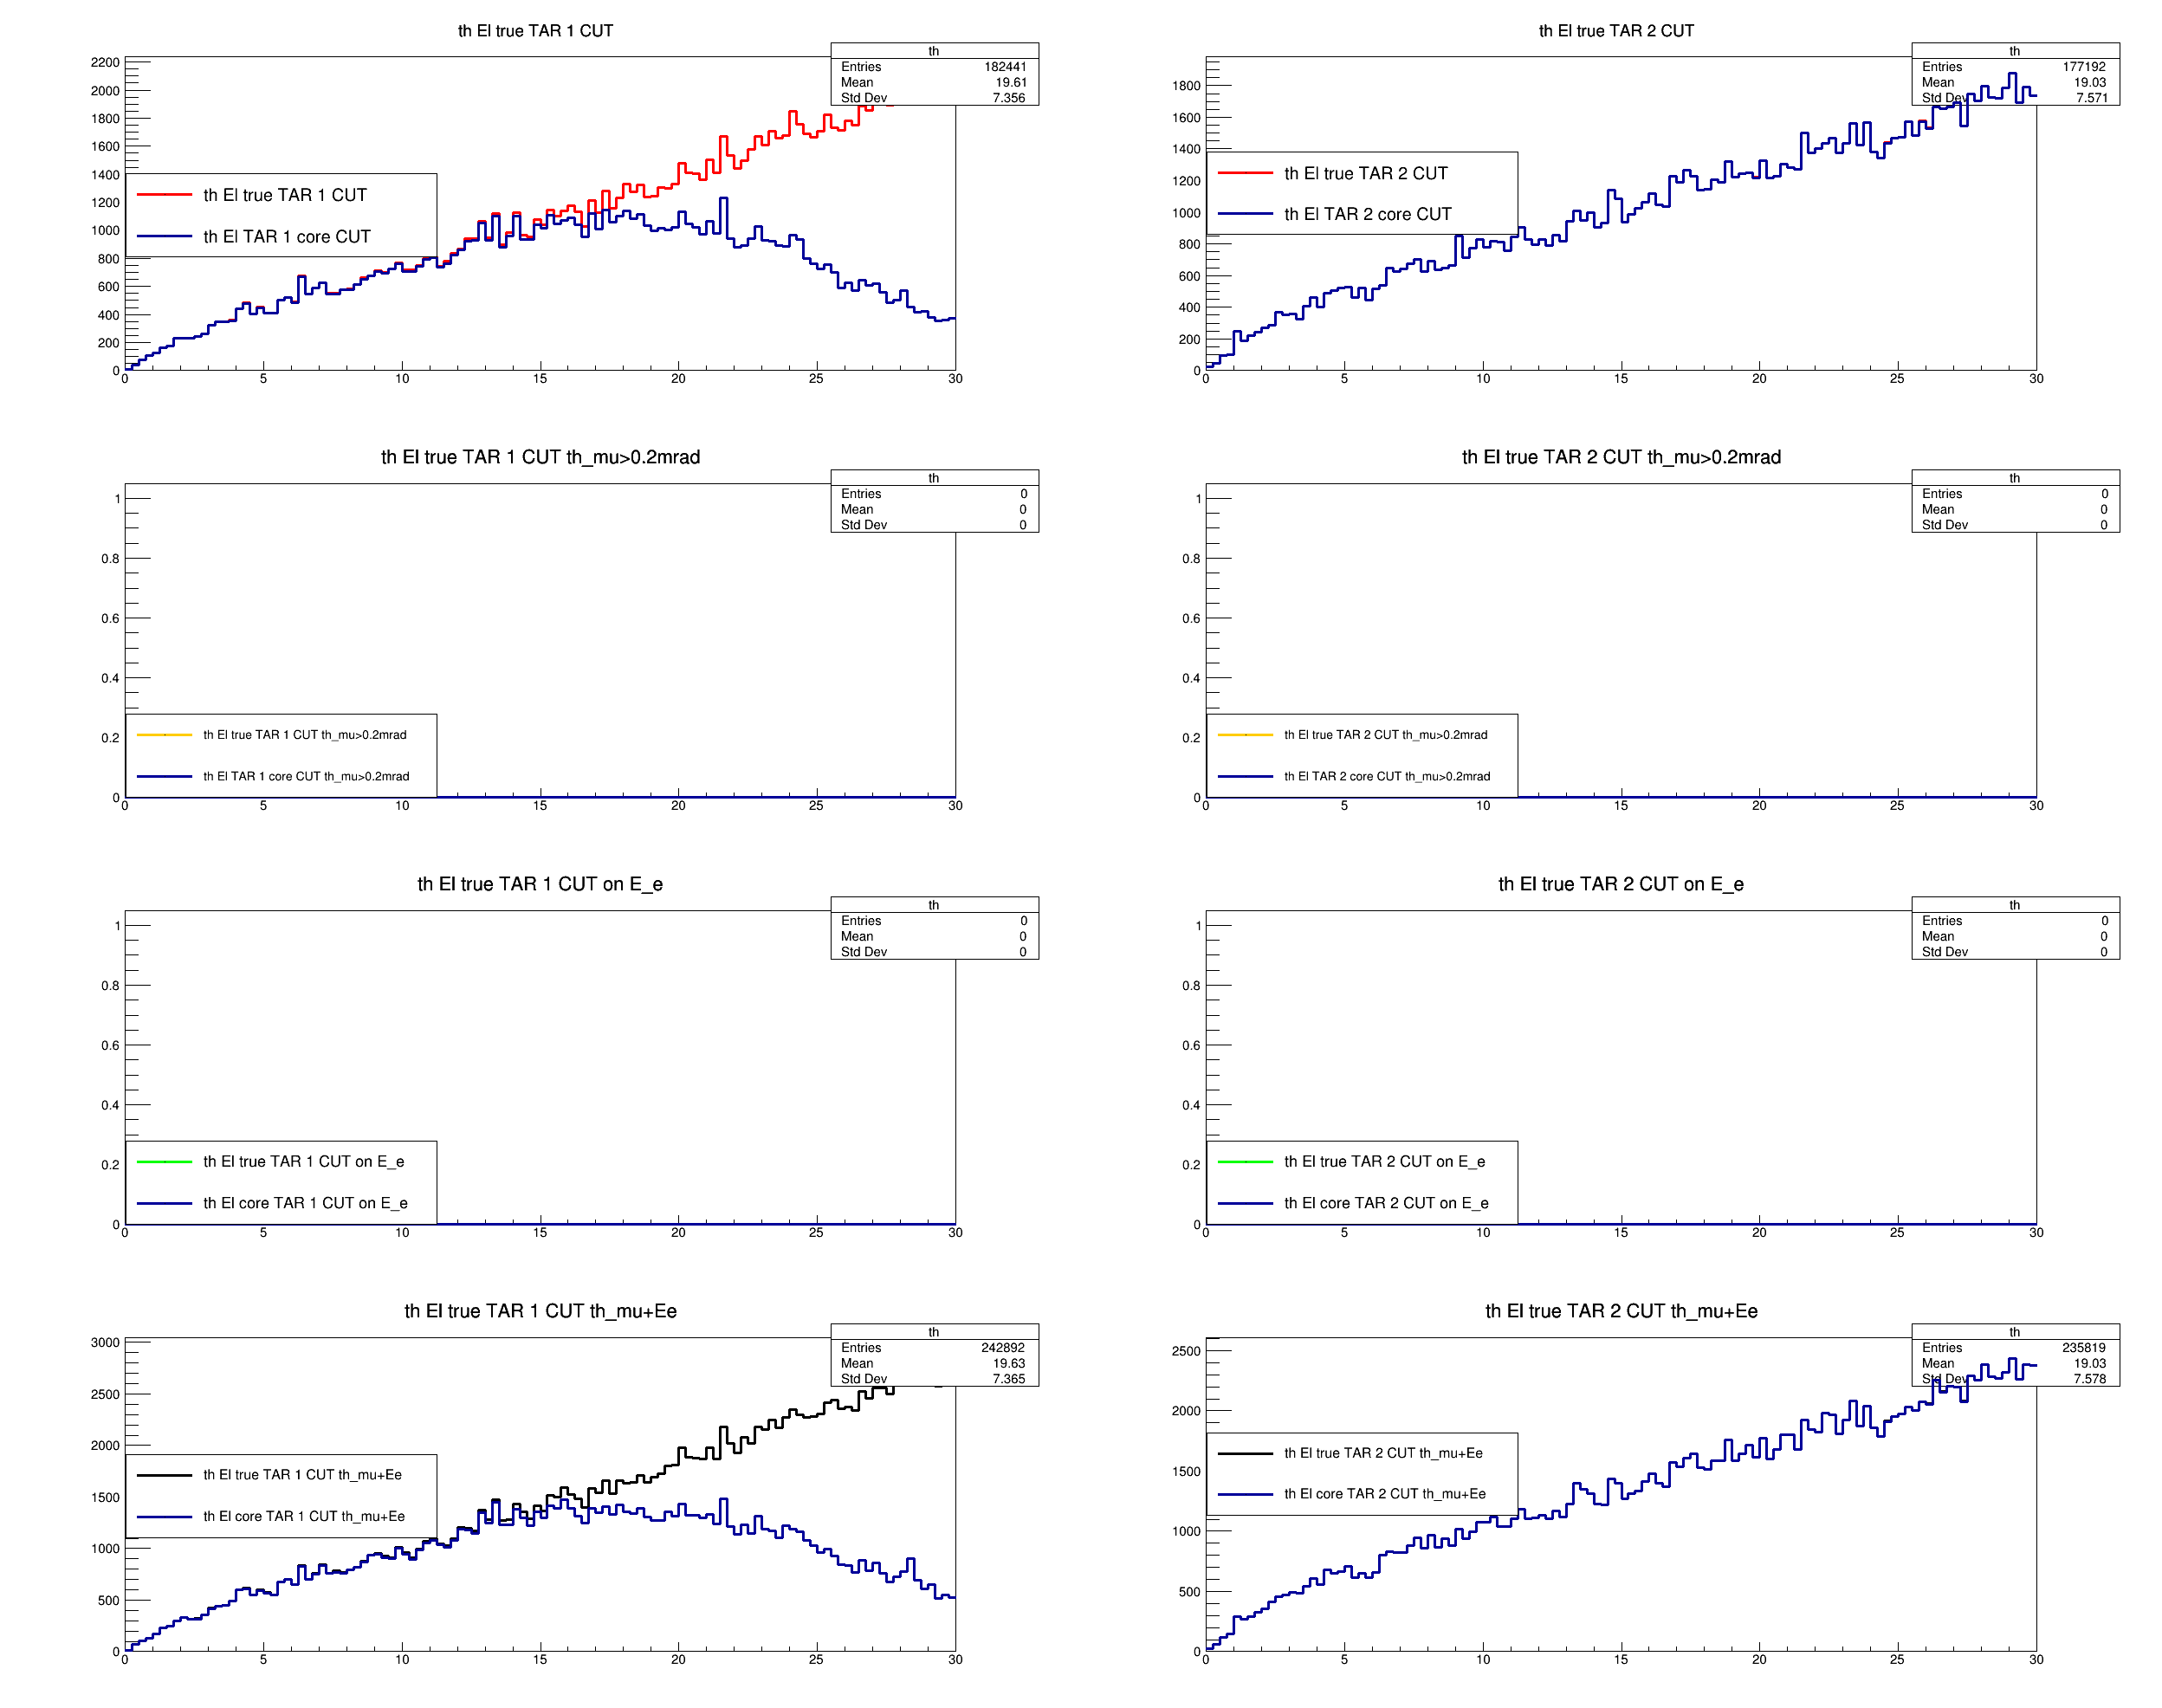 th El true TAR 1 CUT
th
Entries 182441
Mean 19.61
Std Dev 7.356
2200
2000
1800
1600
1400
1200
1000
800
600
400
200
0
th El true TAR 1 CUT
th El TAR 1 core CUT
0 5 10 15 20 25 30
th El true TAR 2 CUT
th
Entries 177192
Mean 19.03
Std Dev 7.571
1800
1600
1400
1200
1000
800
600
400
200
0
th El true TAR 2 CUT
th El TAR 2 core CUT
0 5 10 15 20 25 30
th El true TAR 1 CUT th_mu>0.2mrad
th
Entries 0
Mean 0
Std Dev 0
1
0.8
0.6
0.4
0.2
0
th El true TAR 1 CUT th_mu>0.2mrad
th El TAR 1 core CUT th_mu>0.2mrad
0 5 10 15 20 25 30
th El true TAR 2 CUT th_mu>0.2mrad
th
Entries 0
Mean 0
Std Dev 0
1
0.8
0.6
0.4
0.2
0
th El true TAR 2 CUT th_mu>0.2mrad
th El TAR 2 core CUT th_mu>0.2mrad
0 5 10 15 20 25 30
th El true TAR 1 CUT on E_e
th
Entries 0
Mean 0
Std Dev 0
1
0.8
0.6
0.4
0.2
0
th El true TAR 1 CUT on E_e
th El core TAR 1 CUT on E_e
0 5 10 15 20 25 30
th El true TAR 2 CUT on E_e
th
Entries 0
Mean 0
Std Dev 0
1
0.8
0.6
0.4
0.2
0
th El true TAR 2 CUT on E_e
th El core TAR 2 CUT on E_e
0 5 10 15 20 25 30
th El true TAR 1 CUT th_mu+Ee
th
Entries 242892
Mean 19.63
Std Dev 7.365
3000
2500
2000
1500
1000
500
0
th El true TAR 1 CUT th_mu+Ee
th El core TAR 1 CUT th_mu+Ee
0 5 10 15 20 25 30
th El true TAR 2 CUT th_mu+Ee
th
Entries 235819
Mean 19.03
Std Dev 7.578
2500
2000
1500
1000
500
0
th El true TAR 2 CUT th_mu+Ee
th El core TAR 2 CUT th_mu+Ee
0 5 10 15 20 25 30